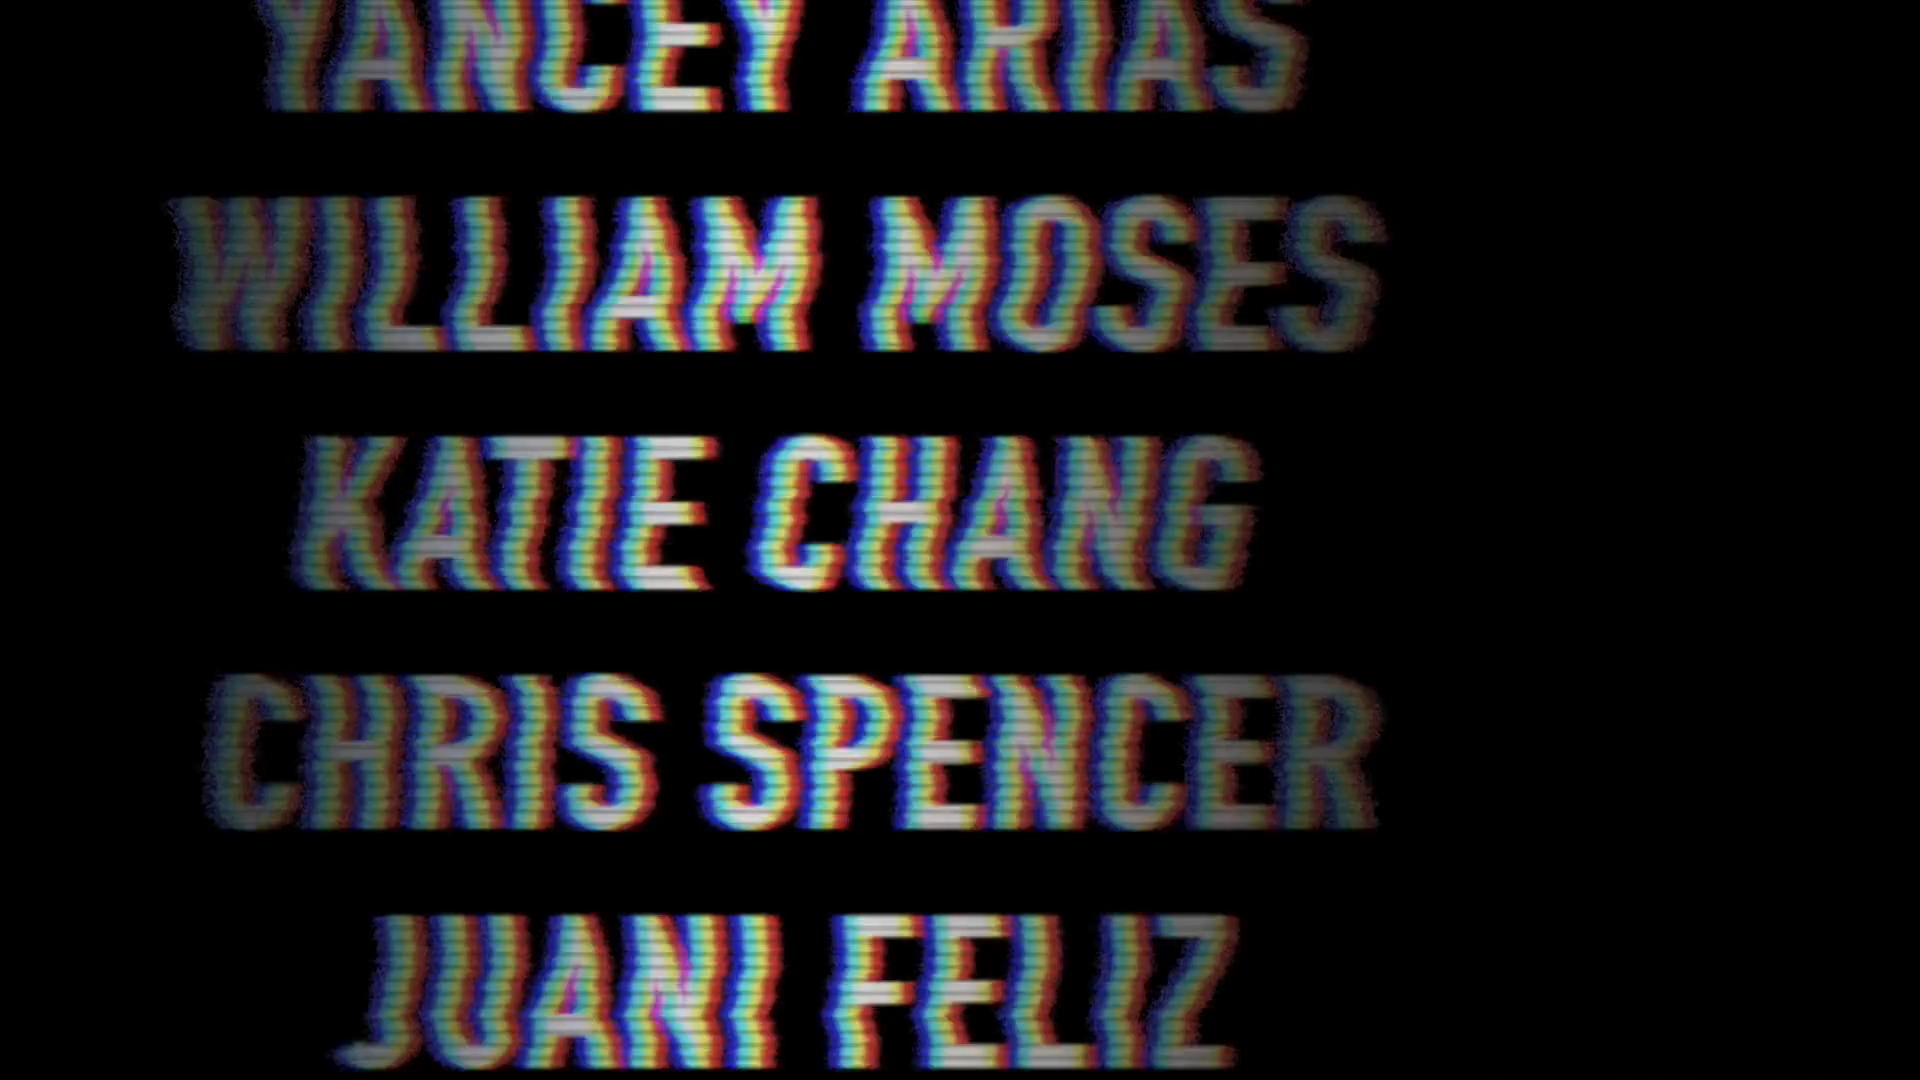 YANCEY ARIAS
WILLIAM MOSES
KATIE CHANG
CHRIS SPENCER
JUANI FELIZ